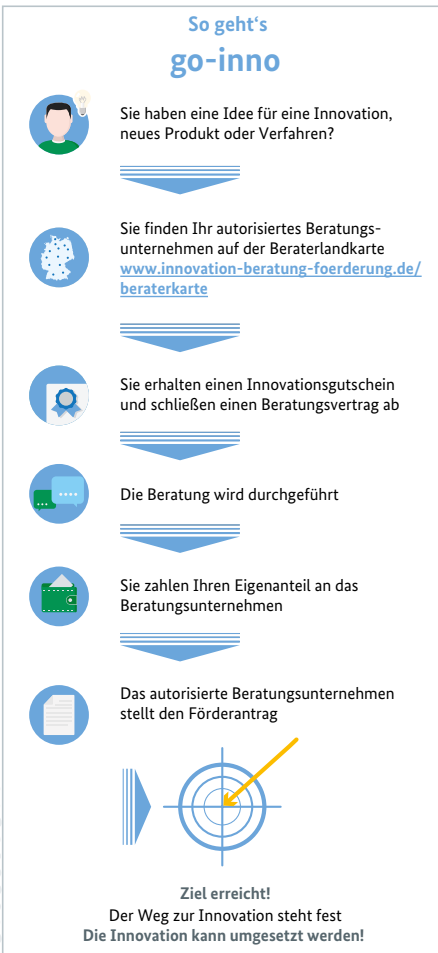 So geht‘s
go-inno
Sie haben eine Idee für eine Innovation,
neues Produkt oder Verfahren?
Sie finden Ihr autorisiertes Beratungs-
unternehmen auf der Beraterlandkarte
www.innovation-beratung-foerderung.de/
beraterkarte
Sie erhalten einen Innovationsgutschein
und schließen einen Beratungsvertrag ab
Die Beratung wird durchgeführt
Sie zahlen Ihren Eigenanteil an das
Beratungsunternehmen
Das autorisierte Beratungsunternehmen
stellt den Förderantrag
Ziel erreicht!
Der Weg zur Innovation steht fest
Die Innovation kann umgesetzt werden!